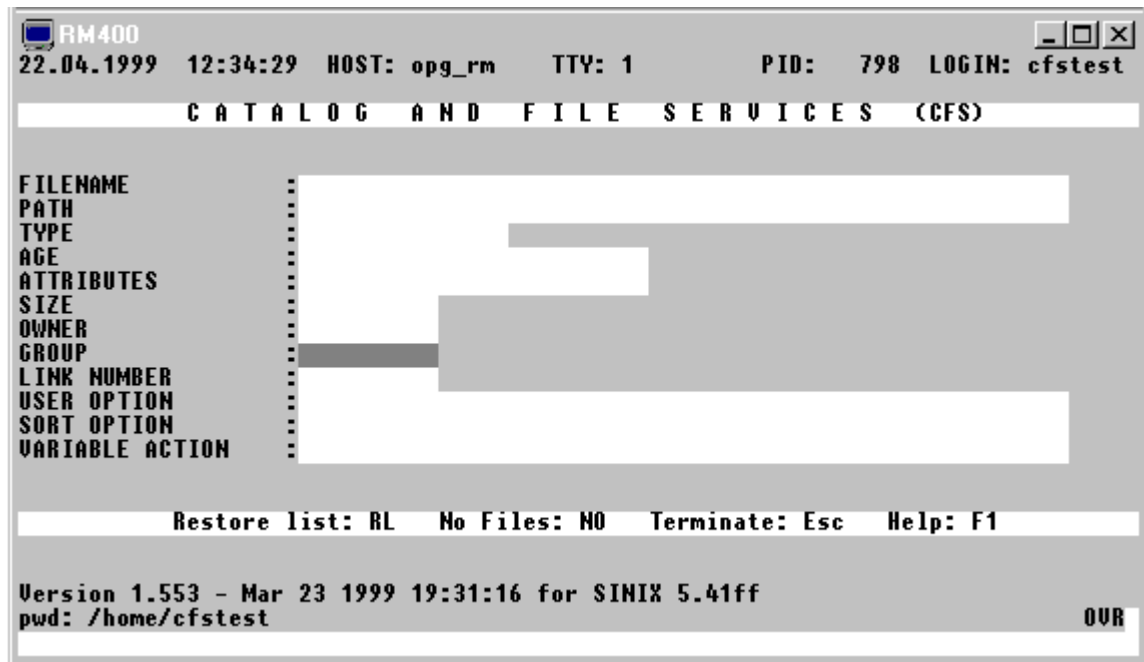 RM400
22.04.1999 12:34:29 HOST: opg_rm TTY: 1 PID: 798 LOGIN: cfstest
C A T A L O G A N D F I L E S E R V I C E S (CFS)
FILENAME :
PATH :
TYPE :
AGE :
ATTRIBUTES :
SIZE :
OWNER :
GROUP :
LINK NUMBER :
USER OPTION :
SORT OPTION :
VARIABLE ACTION :
Restore list: RL No Files: NO Terminate: Esc Help: F1
Version 1.553 - Mar 23 1999 19:31:16 for SINIX 5.41ff
pwd: /home/cfstest OVR